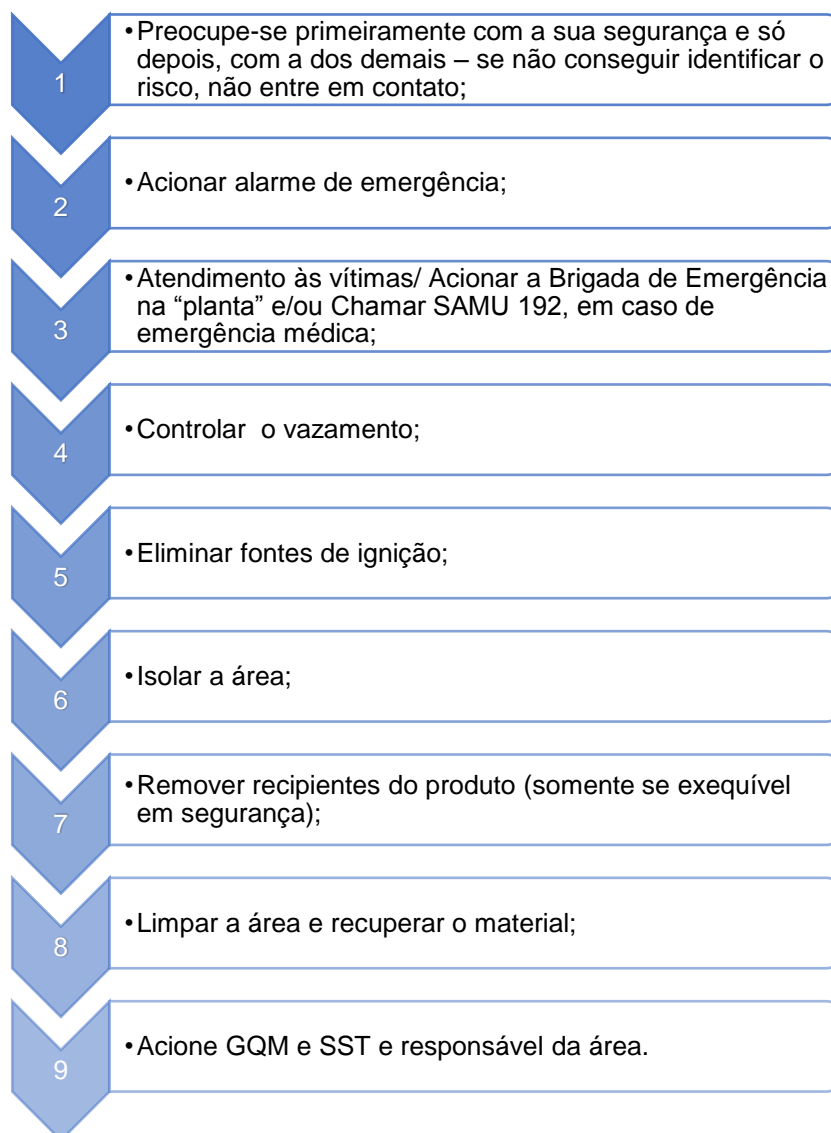 1
•Preocupe-se primeiramente com a sua segurança e só
depois, com a dos demais – se não conseguir identificar o
risco, não entre em contato;
2
•Acionar alarme de emergência;
3
•Atendimento às vítimas/ Acionar a Brigada de Emergência
na “planta” e/ou Chamar SAMU 192, em caso de
emergência médica;
4
•Controlar  o vazamento;
5
•Eliminar fontes de ignição;
6
•Isolar a área;
7
•Remover recipientes do produto (somente se exequível
em segurança);
8
•Limpar a área e recuperar o material;
9
•Acione GQM e SST e responsável da área.